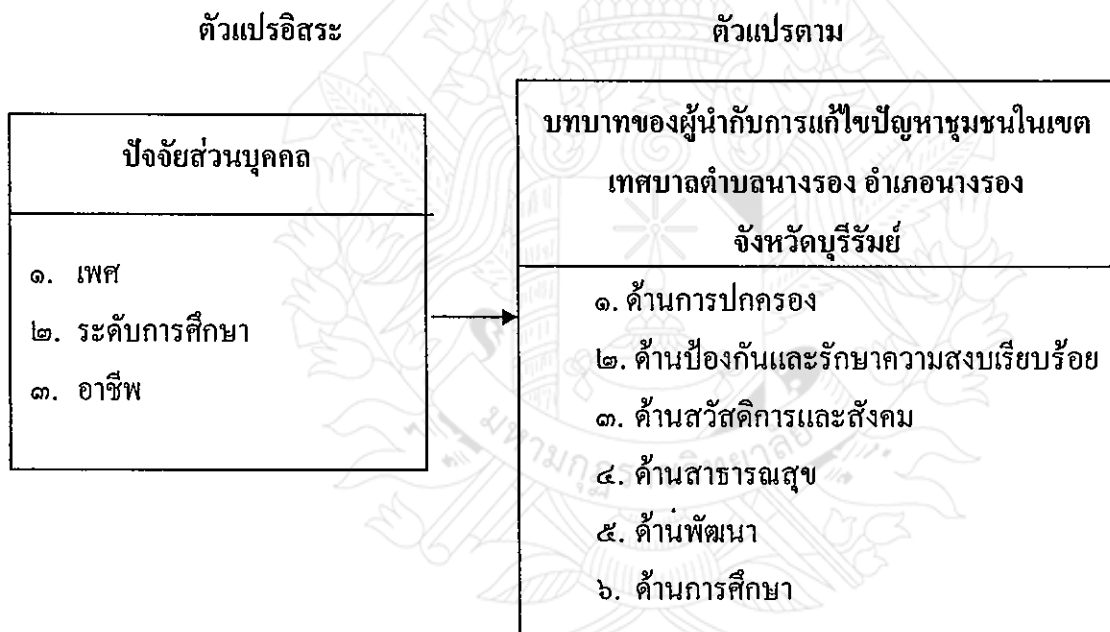 ตัวแปรอิสระ
ตัวแปรตาม
ปัจจัยส่วนบุคคล
๑. เพศ
๒. ระดับการศึกษา
๓. อาชีพ
บทบาทของผู้นำกับการแก้ไขปัญหาชุมชนในเขต
เทศบาลตำบลนางรอง อำเภอนางรอง
จังหวัดบุรีรัมย์
๑. ด้านการปกครอง
๒. ด้านป้องกันและรักษาความสงบเรียบร้อย
๓. ด้านสวัสดิการและสังคม
๔. ด้านสาธารณสุข
๕. ด้านพัฒนา
๖. ด้านการศึกษา